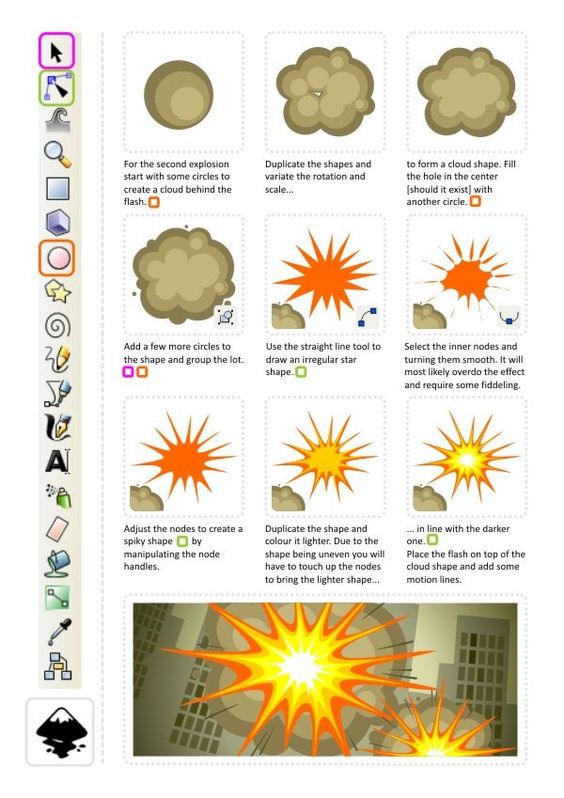 For the second explosion
start with some circles to
create a cloud behind the
flash.
Duplicate the shapes and
variate the rotation and
scale...
to form a cloud shape. Fill
the hole in the center
[should it exist] with
another circle.
Add a few more circles to
the shape and group the lot.
Use the straight line tool to
draw an irregular star
shape.
Select the inner nodes and
turning them smooth. It will
most likely overdo the effect
and require some fiddeling.
Adjust the nodes to create a
spiky shape by
manipulating the node
handles.
Duplicate the shape and
colour it lighter. Due to the
shape being uneven you will
have to touch up the nodes
to bring the lighter shape...
... in line with the darker
one.
Place the flash on top of the
cloud shape and add some
motion lines.
A